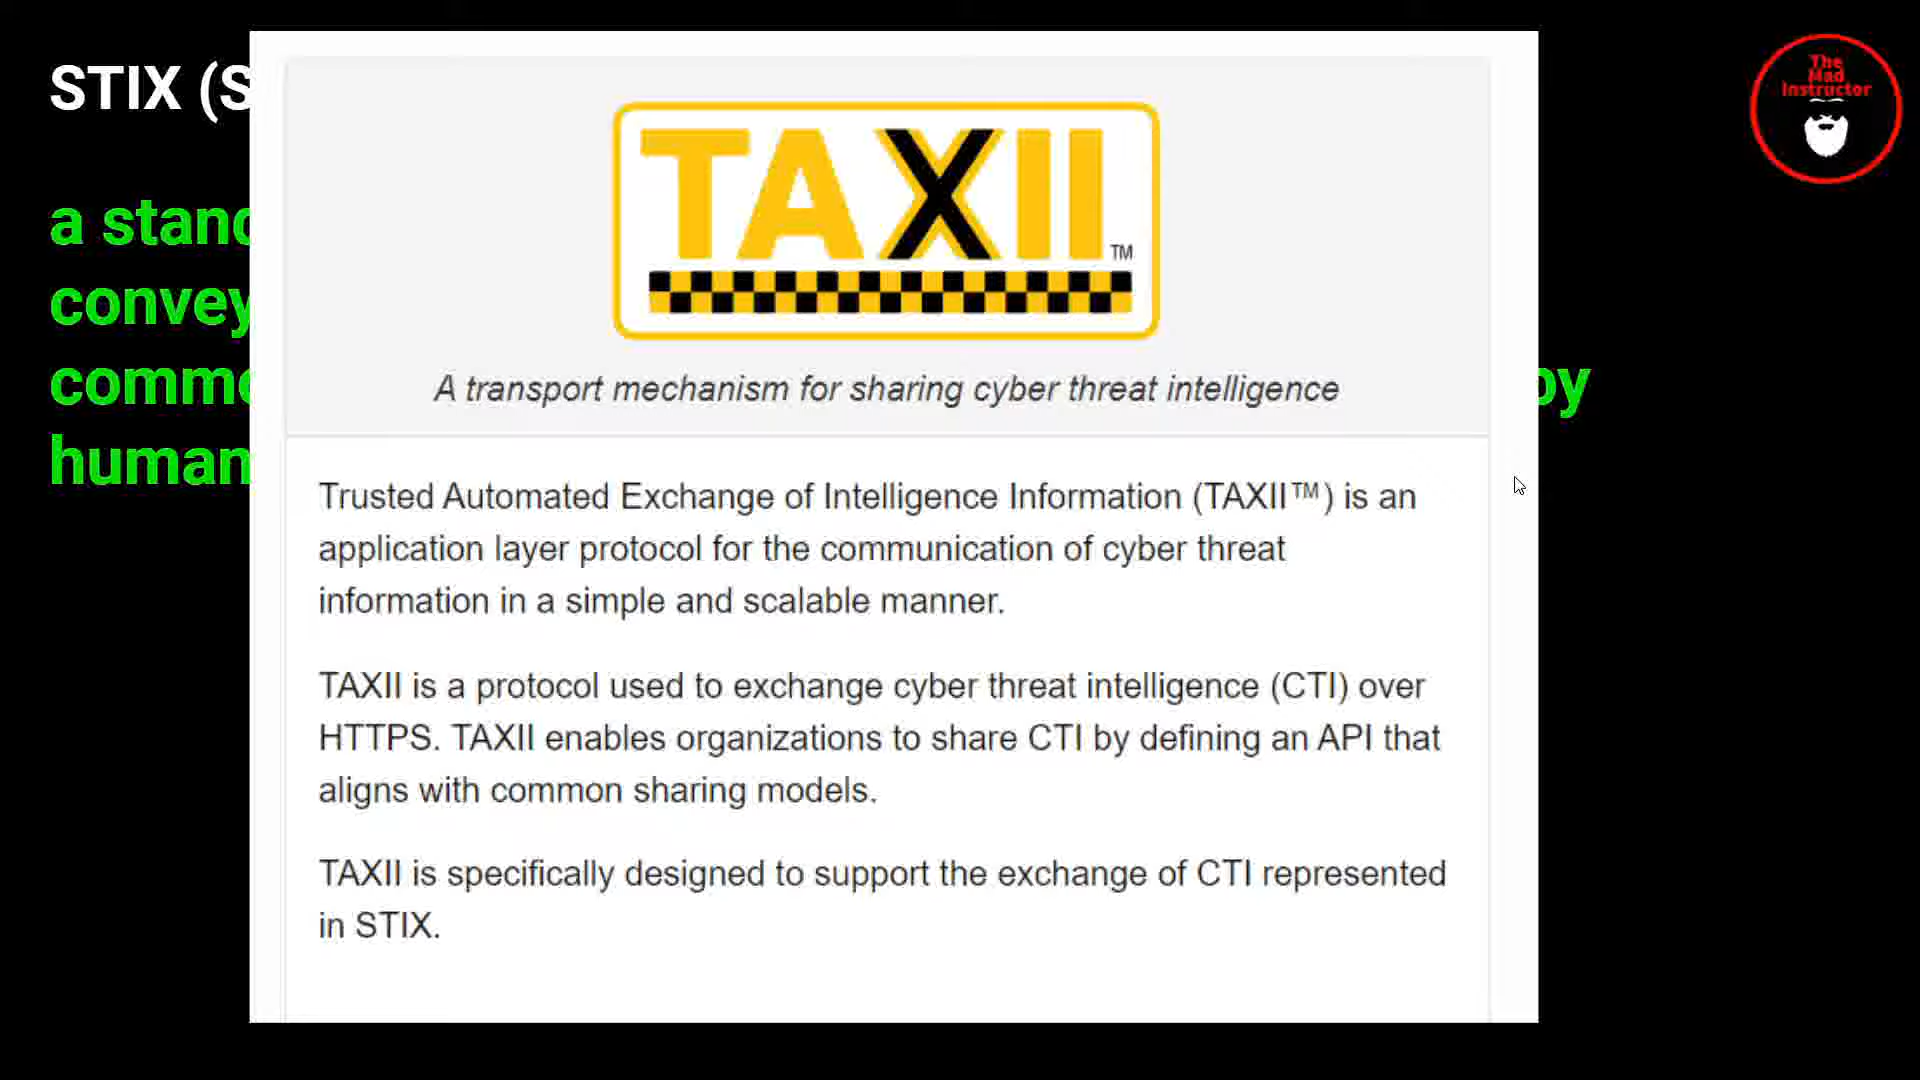 STIX (S
The
Mad
Instructor
a stand
convey
comm
by
human
TAXII™
A transport mechanism for sharing cyber threat intelligence
Trusted Automated Exchange of Intelligence Information (TAXII™) is an
application layer protocol for the communication of cyber threat
information in a simple and scalable manner.
TAXII is a protocol used to exchange cyber threat intelligence (CTI) over
HTTPS. TAXII enables organizations to share CTI by defining an API that
aligns with common sharing models.
TAXII is specifically designed to support the exchange of CTI represented
in STIX.